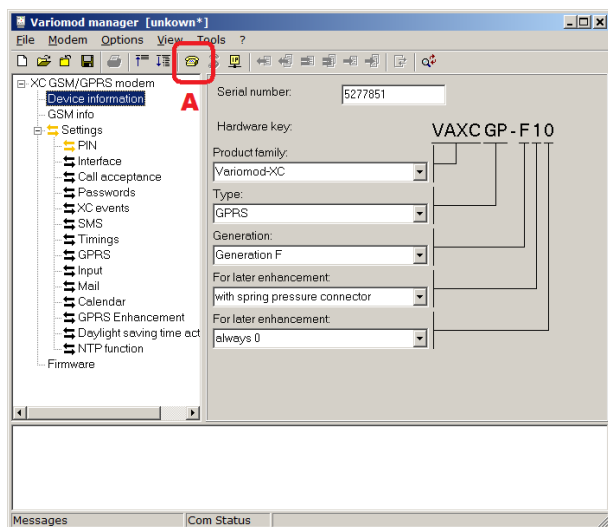 Variomod manager [unkown*]
File Modem Options View Tools ?
A
XC GSM/GPRS modem
Device information
GSM info
Settings
PIN
Interface
Call acceptance
Passwords
XC events
SMS
Timings
GPRS
Input
Mail
Calendar
GPRS Enhancement
Daylight saving time act
NTP function
Firmware
Serial number: 5277851
Hardware key: VAXC GP - F 1 0
Product family:
Variomod-XC
Type:
GPRS
Generation:
Generation F
For later enhancement:
with spring pressure connector
For later enhancement:
always 0
Messages Com Status